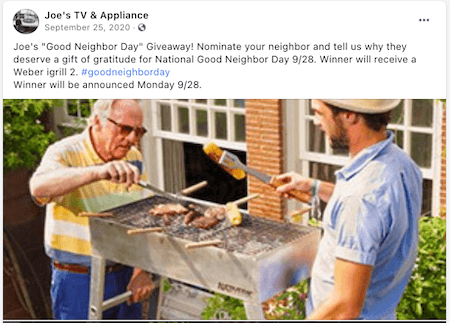 Joe's TV & Appliance
September 25, 2020 ·
Joe's "Good Neighbor Day" Giveaway! Nominate your neighbor and tell us why they
deserve a gift of gratitude for National Good Neighbor Day 9/28. Winner will receive a
Weber igrill 2. #goodneighborday
Winner will be announced Monday 9/28.